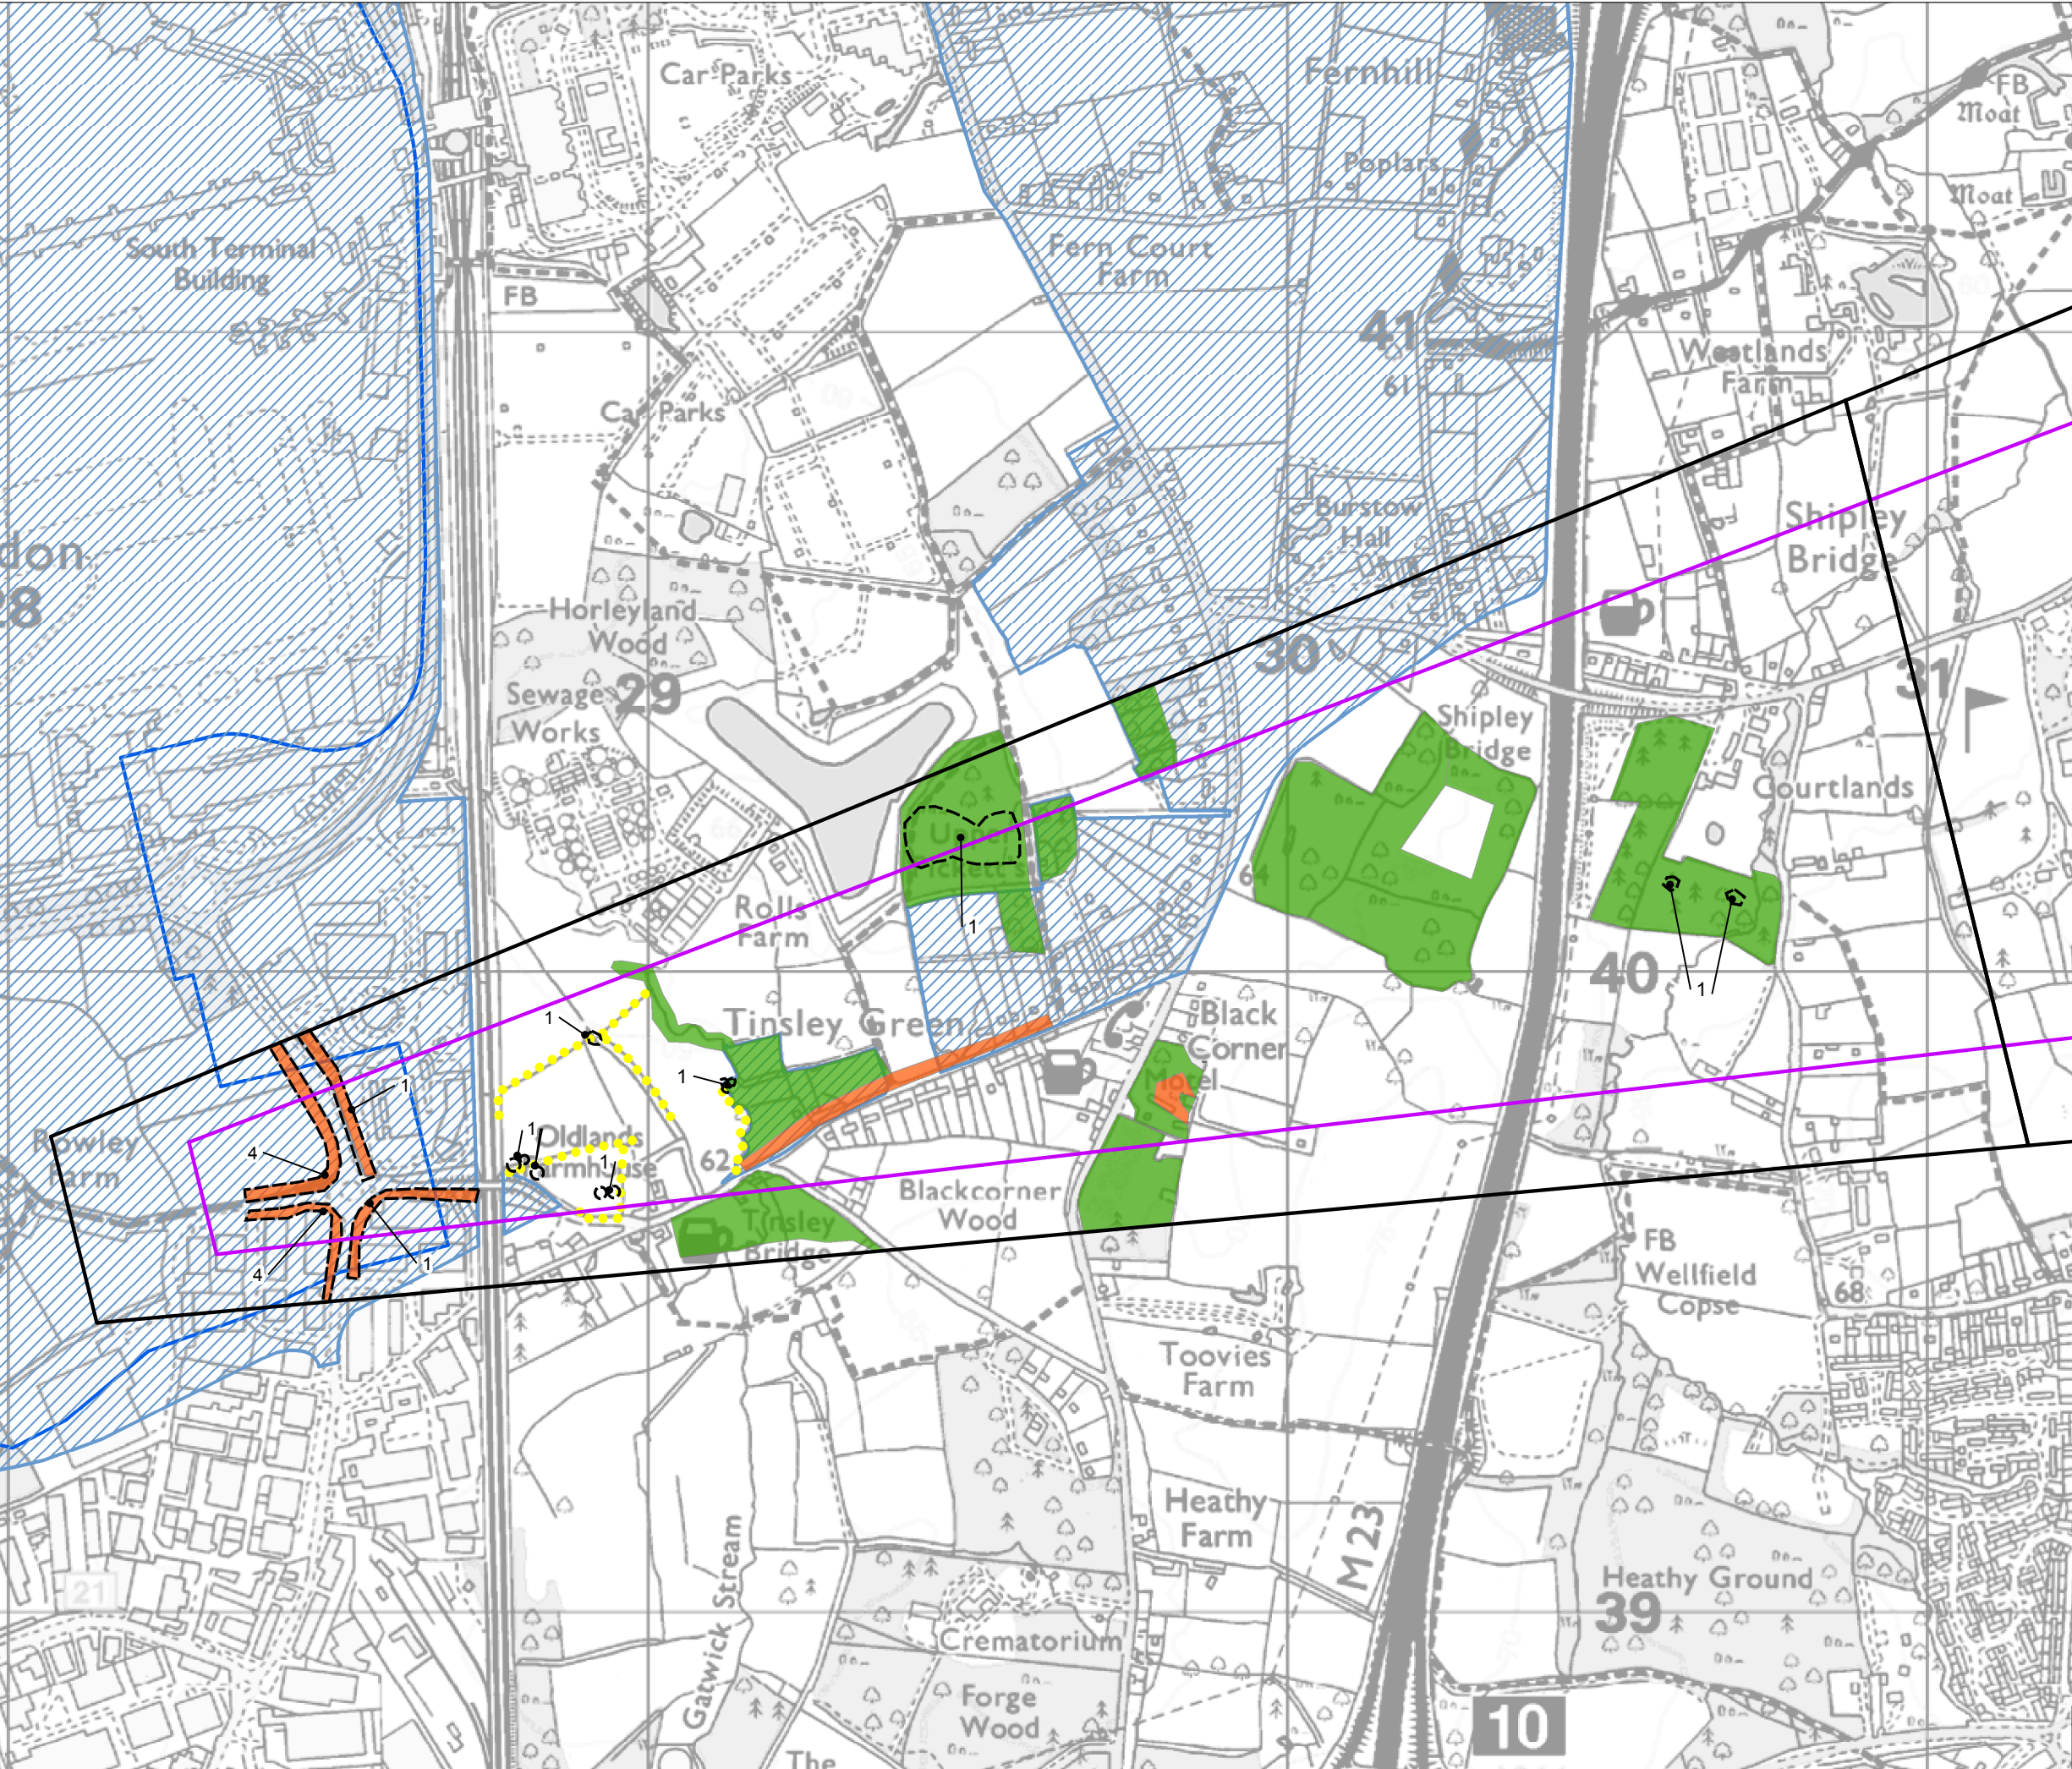 Car Parks
Fernhill
FB
Moat
Poplars
Moat
South Terminal
Building
Fern Court
Farm
FB
41
61
Westlands
Farm
Car Parks
Burstow
Hall
Shipley
Bridge
don
28
Horleyland
Wood
30
31
Sewage
Works
29
Shipley
Bridge
Courtlands
64
Rolls
Farm
1
40
1
Tinsley Green
Black
Corner
Motel
1
1
1
Rowley
Farm
4
1
Oldlands
Farmhouse
1
62
Blackcorner
Wood
Tinsley
Bridge
4
1
FB
Wellfield
Copse
68
Toovies
Farm
Heathy
Farm
M 23
Gatwick Stream
21
Heathy Ground
39
Crematorium
Forge
Wood
10
The